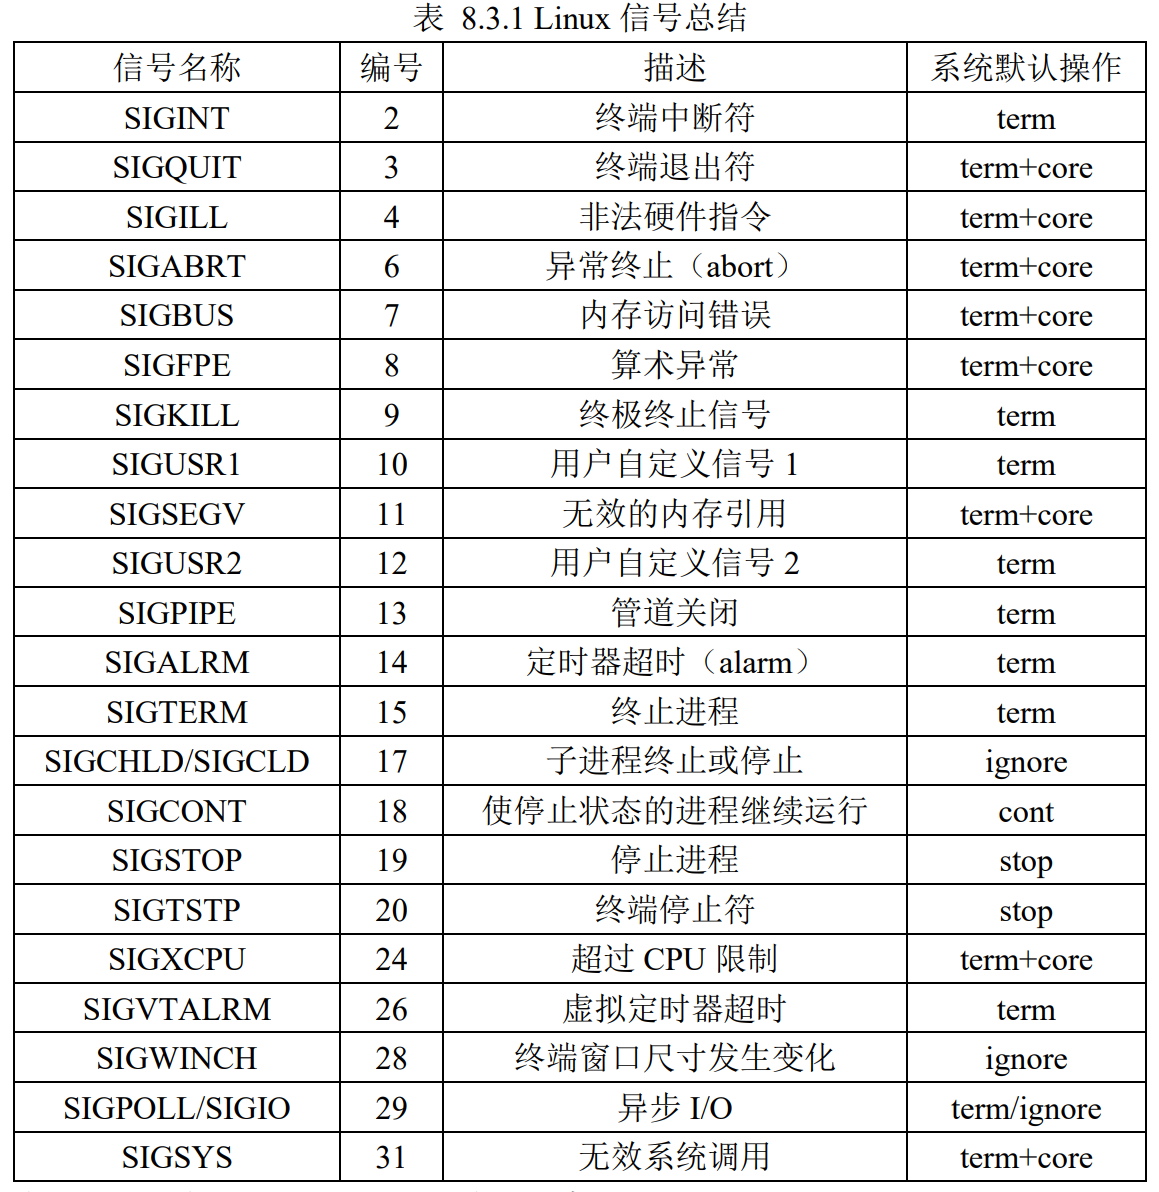 表 8.3.1 Linux 信号总结
信号名称 编号 描述 系统默认操作
SIGINT 2 终端中断符 term
SIGQUIT 3 终端退出符 term+core
SIGILL 4 非法硬件指令 term+core
SIGABRT 6 异常终止（abort） term+core
SIGBUS 7 内存访问错误 term+core
SIGFPE 8 算术异常 term+core
SIGKILL 9 终极终止信号 term
SIGUSR1 10 用户自定义信号 1 term
SIGSEGV 11 无效的内存引用 term+core
SIGUSR2 12 用户自定义信号 2 term
SIGPIPE 13 管道关闭 term
SIGALRM 14 定时器超时（alarm） term
SIGTERM 15 终止进程 term
SIGCHLD/SIGCLD 17 子进程终止或停止 ignore
SIGCONT 18 使停止状态的进程继续运行 cont
SIGSTOP 19 停止进程 stop
SIGTSTP 20 终端停止符 stop
SIGXCPU 24 超过 CPU 限制 term+core
SIGVTALRM 26 虚拟定时器超时 term
SIGWINCH 28 终端窗口尺寸发生变化 ignore
SIGPOLL/SIGIO 29 异步 I/O term/ignore
SIGSYS 31 无效系统调用 term+core